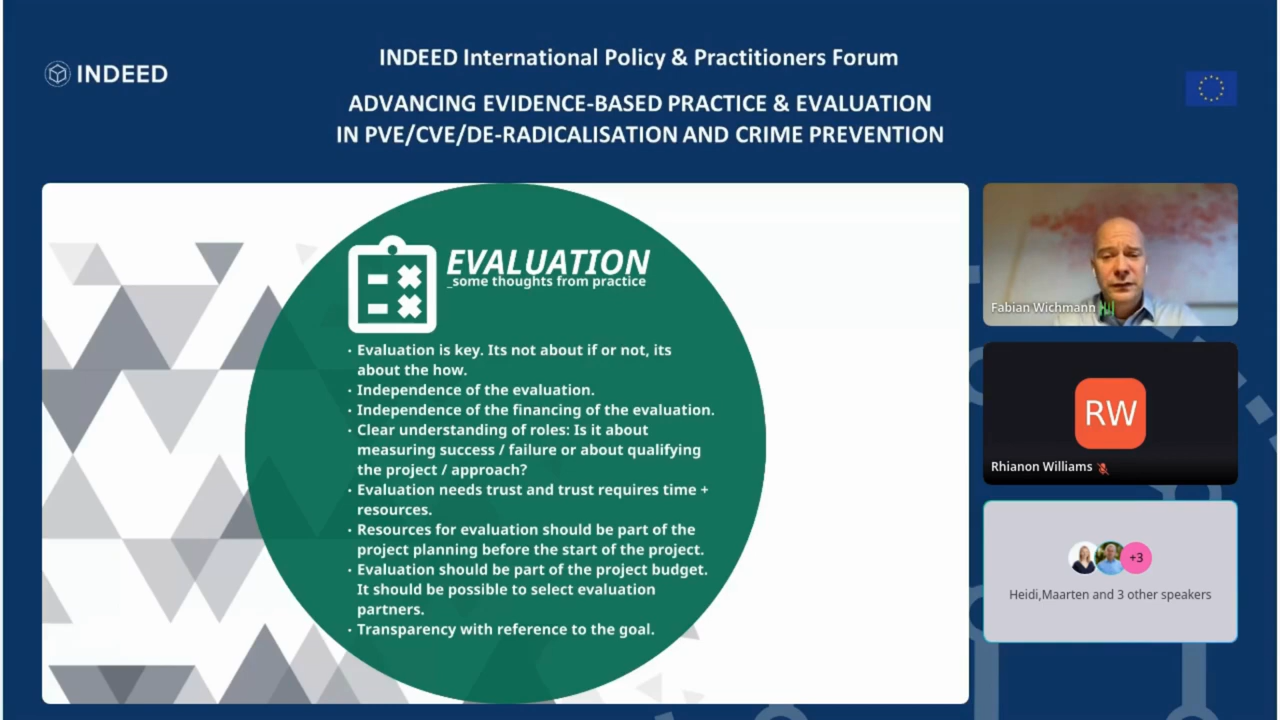 INDEED International Policy & Practitioners Forum
INDEED
ADVANCING EVIDENCE-BASED PRACTICE & EVALUATION
IN PVE/CVE/DE-RADICALISATION AND CRIME PREVENTION
EVALUATION
_some thoughts from practice
· Evaluation is key. Its not about if or not, its
about the how.
· Independence of the evaluation.
· Independence of the financing of the evaluation.
· Clear understanding of roles: Is it about
measuring success / failure or about qualifying
the project / approach?
· Evaluation needs trust and trust requires time +
resources.
· Resources for evaluation should be part of the
project planning before the start of the project.
· Evaluation should be part of the project budget.
It should be possible to select evaluation
partners.
· Transparency with reference to the goal.
Fabian Wichmann
RW
Rhianon Williams
+3
Heidi,Maarten and 3 other speakers